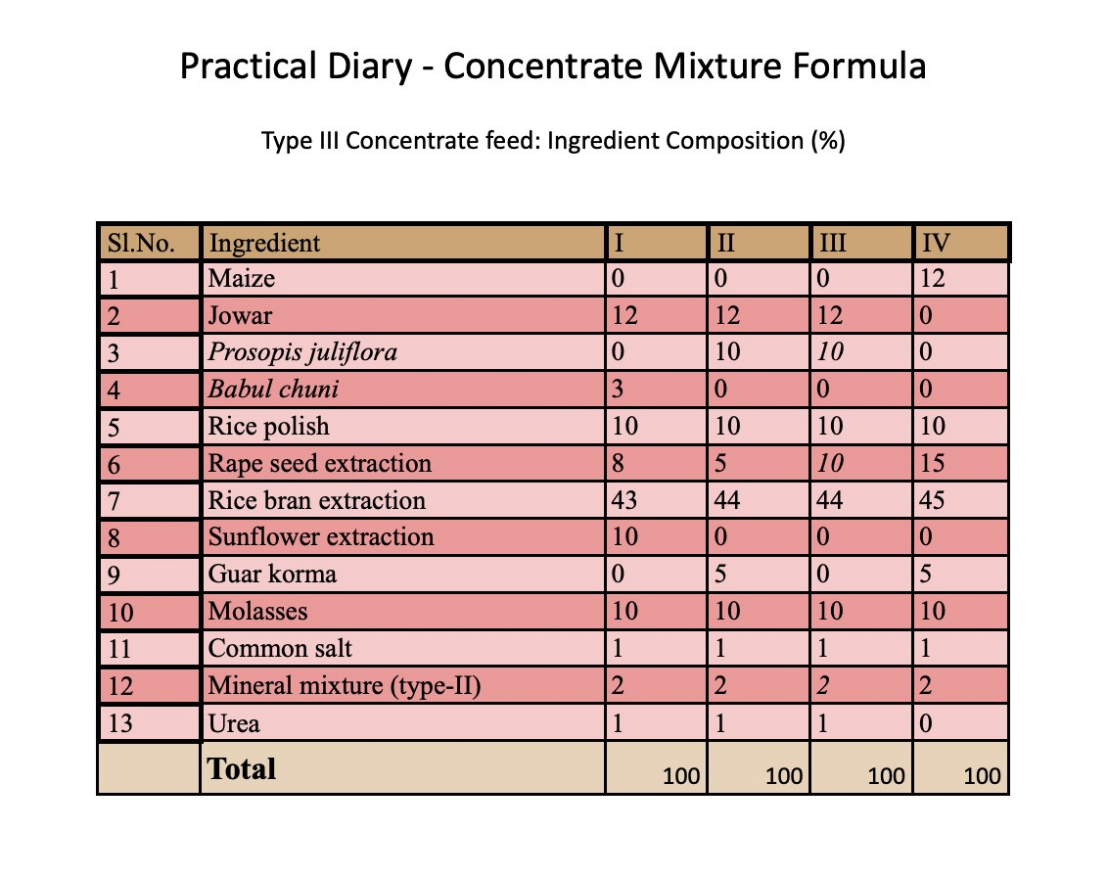 Practical Diary - Concentrate Mixture Formula
Type III Concentrate feed: Ingredient Composition (%)
Sl.No. Ingredient I II III IV
1 Maize 0 0 0 12
2 Jowar 12 12 12 0
3 Prosopis juliflora 0 10 10 0
4 Babul chuni 3 0 0 0
5 Rice polish 10 10 10 10
6 Rape seed extraction 8 5 10 15
7 Rice bran extraction 43 44 44 45
8 Sunflower extraction 10 0 0 0
9 Guar korma 0 5 0 5
10 Molasses 10 10 10 10
11 Common salt 1 1 1 1
12 Mineral mixture (type-II) 2 2 2 2
13 Urea 1 1 1 0
Total 100 100 100 100